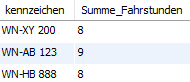 kennzeichen Summe_Fahrstunden
WN-XY 200 8
WN-AB 123 9
WN-HB 888 8